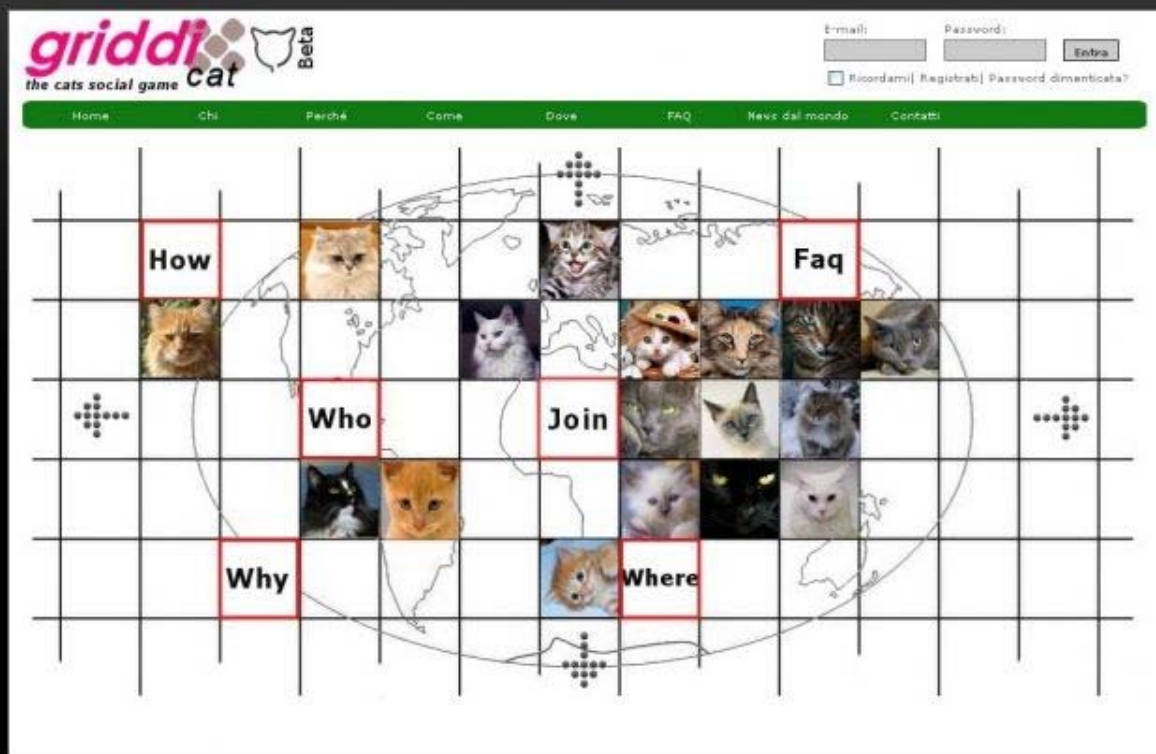 griddi
cat
Beta
the cats social game
E-mail:
Password:
Entra
Ricordami| Registrati| Password dimenticata?
Home
Chi
Perché
Come
Dove
FAQ
News dal mondo
Contatti
How
Faq
Who
Join
Why
Where